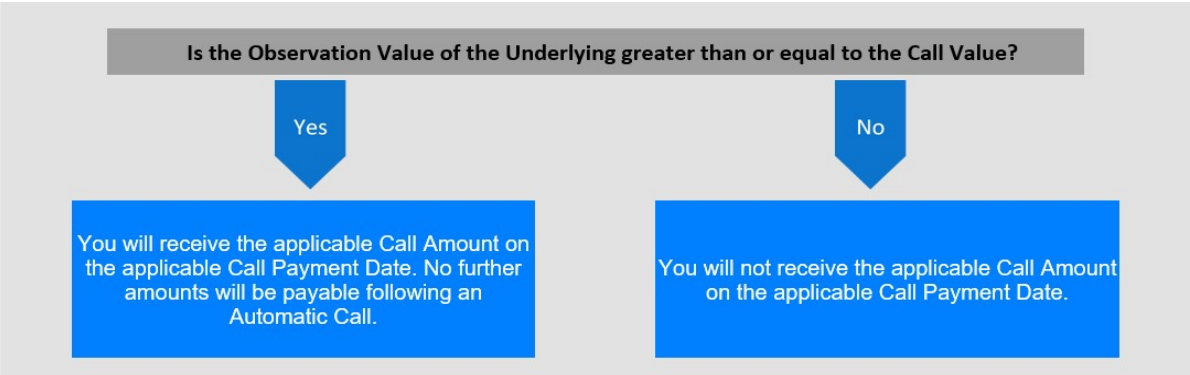 Is the Observation Value of the Underlying greater than or equal to the Call Value?
Yes
No
You will receive the applicable Call Amount on
the applicable Call Payment Date. No further
amounts will be payable following an
Automatic Call.
You will not receive the applicable Call Amount
on the applicable Call Payment Date.